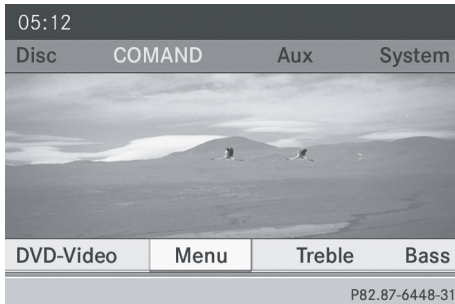 05:12
Disc COMAND Aux System
DVD-Video Menu Treble Bass
P82.87-6448-31